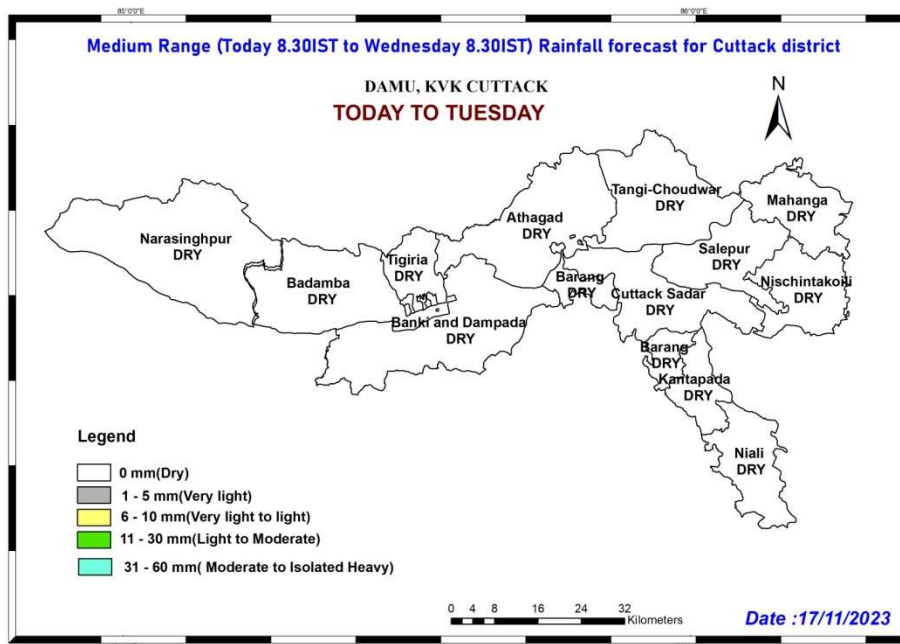 85°0'0"E
86°0'0"E
Medium Range (Today 8.30IST to Wednesday 8.30IST) Rainfall forecast for Cuttack district
DAMU, KVK CUTTACK
TODAY TO TUESDAY
N
Tangi-Choudwar
DRY
Mahanga
DRY
Athagad
DRY
Narasinghpur
DRY
Salepur
DRY
Tigiria
DRY
Badamba
DRY
Barang
DRY
Nischintakoili
DRY
Cuttack Sadar
DRY
Banki and Dampada
DRY
Barang
DRY
Kantapada
DRY
Niali
DRY
Legend
0 mm(Dry)
1 - 5 mm(Very light)
6 - 10 mm(Very light to light)
11 - 30 mm(Light to Moderate)
31 - 60 mm( Moderate to Isolated Heavy)
0 4 8 16 24 32
Kilometers
Date :17/11/2023